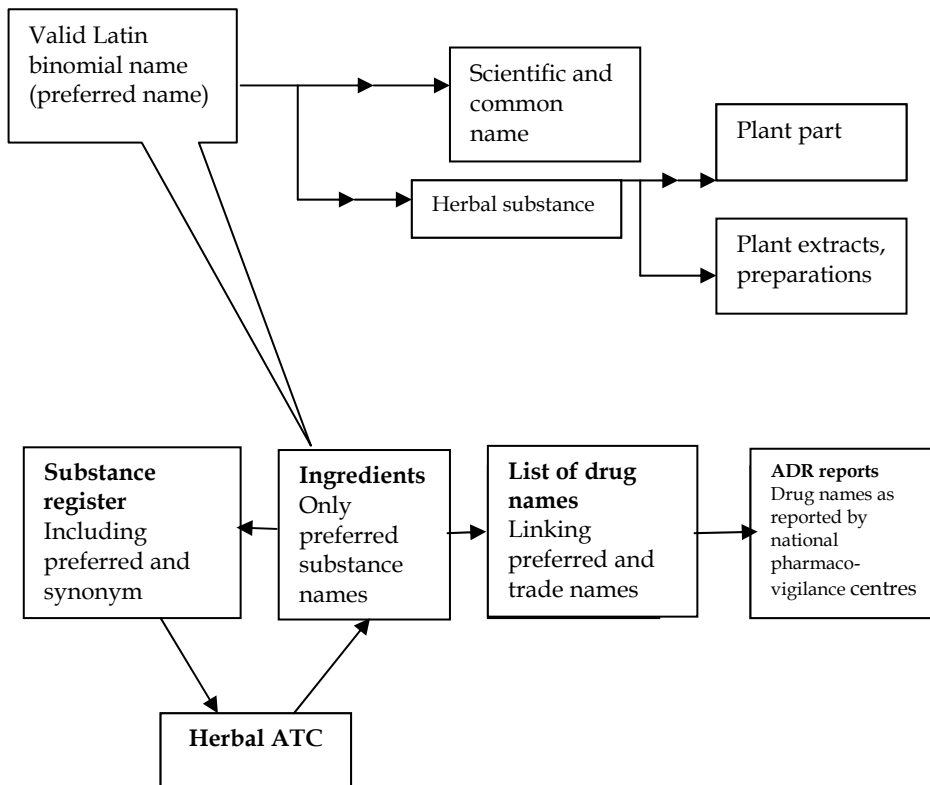 Valid Latin
binomial name
(preferred name)
Scientific and
common
name
Plant part
Herbal substance
Plant extracts,
preparations
Substance
register
Including
preferred and
synonym
Ingredients
Only
preferred
substance
names
List of drug
names
Linking
preferred and
trade names
ADR reports
Drug names as
reported by
national
pharmaco-
vigilance centres
Herbal ATC